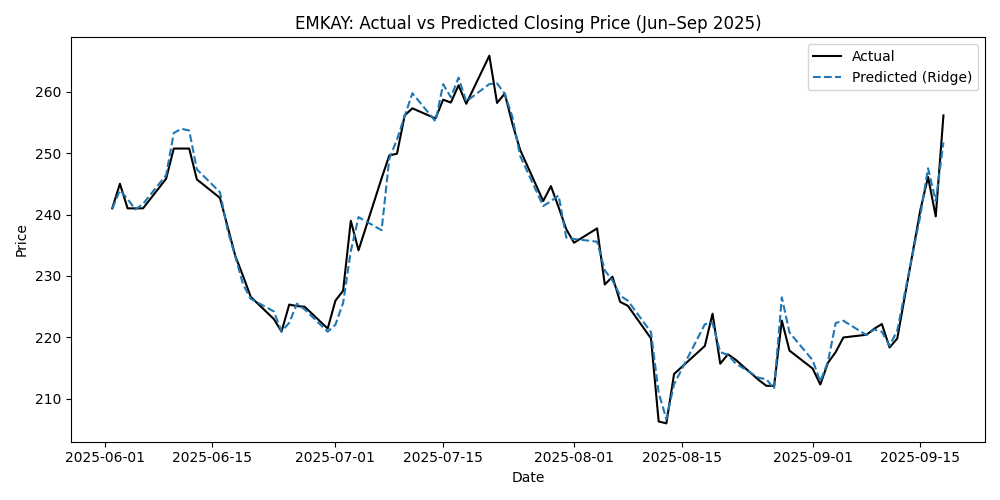 EMKAY: Actual vs Predicted Closing Price (Jun–Sep 2025)
Actual
Predicted (Ridge)
Price
260
250
240
230
220
210
2025-06-01 2025-06-15 2025-07-01 2025-07-15 2025-08-01 2025-08-15 2025-09-01 2025-09-15
Date